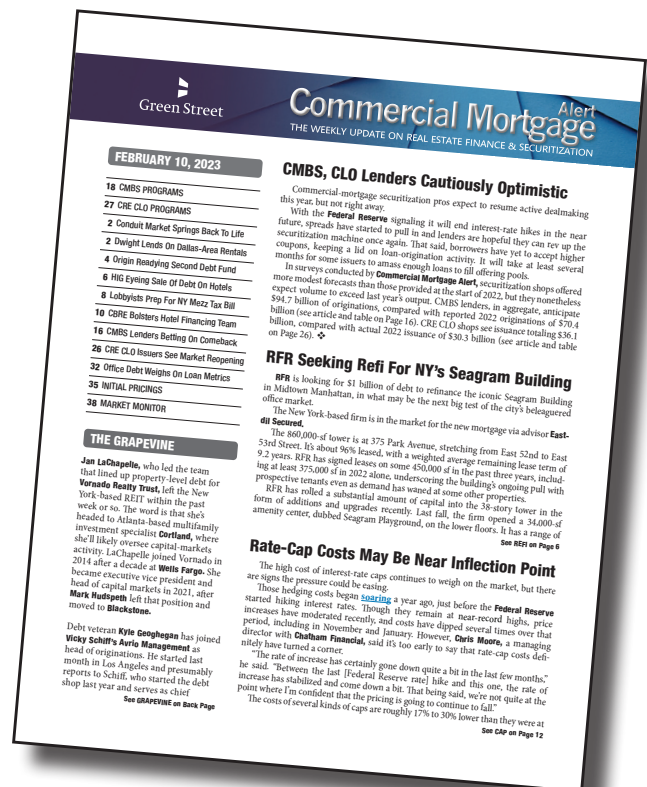 Green Street
Commercial Mortgage
Alert
THE WEEKLY UPDATE ON REAL ESTATE FINANCE & SECURITIZATION
FEBRUARY 10, 2023
18 CMBS PROGRAMS
27 CRE CLO PROGRAMS
2 Conduit Market Springs Back To Life
2 Dwight Lends On Dallas-Area Rentals
4 Origin Readying Second Debt Fund
6 HIG Eyeing Sale Of Debt On Hotels
8 Lobbyists Prep For NY Mezz Tax Bill
10 CBRE Bolsters Hotel Financing Team
16 CMBS Lenders Betting On Comeback
26 CRE CLO Issuers See Market Reopening
32 Office Debt Weighs On Loan Metrics
35 INITIAL PRICINGS
38 MARKET MONITOR
THE GRAPEVINE
Jan LaChapelle, who led the team
that lined up property-level debt for
Vornado Realty Trust, left the New
York-based REIT within the past
week or so. The word is that she's
headed to Atlanta-based multifamily
investment specialist Cortland, where
she'll likely oversee capital-markets
activity. LaChapelle joined Vornado in
2014 after a decade at Wells Fargo. She
became executive vice president and
head of capital markets in 2021, after
Mark Hudspeth left that position and
moved to Blackstone.
Debt veteran Kyle Geoghegan has joined
Vicky Schiff's Avrio Management as
head of originations. He started last
month in Los Angeles and presumably
reports to Schiff, who started the debt
shop last year and serves as chief
See GRAPEVINE on Back Page
CMBS, CLO Lenders Cautiously Optimistic
Commercial-mortgage securitization pros expect to resume active dealmaking
this year, but not right away.
With the Federal Reserve signaling it will end interest-rate hikes in the near
future, spreads have started to pull in and lenders are hopeful they can rev up the
securitization machine once again. That said, borrowers have yet to accept higher
coupons, keeping a lid on loan-origination activity. It will take at least several
months for some issuers to amass enough loans to fill offering pools.
In surveys conducted by Commercial Mortgage Alert, securitization shops offered
more modest forecasts than those provided at the start of 2022, but they nonetheless
expect volume to exceed last year's output. CMBS lenders, in aggregate, anticipate
$94.7 billion of originations, compared with 2022 originations of $70.4
billion (see article and table on Page 16). CRE CLO shops see issuance totaling $36.1
billion, compared with actual 2022 issuance of $30.3 billion (see article and table
on Page 26). ❖
RFR Seeking Refi For NY's Seagram Building
RFR is looking for $1 billion of debt to refinance the iconic Seagram Building
in Midtown Manhattan, in what may be the next big test of the city's beleaguered
office market.
The New York-based firm is in the market for the new mortgage via advisor East-
dil Secured.
The 860,000-sf tower is at 375 Park Avenue, stretching from East 52nd to East
53rd Street. It's about 96% leased, with a weighted average remaining lease term of
9.2 years. RFR has signed leases on some 450,000 sf in the past three years, includ-
ing at least 375,000 sf in 2022 alone, underscoring the building's ongoing pull with
prospective tenants even as demand has waned at some other properties.
RFR has rolled a substantial amount of capital into the 38-story tower in the
form of additions and upgrades recently. Last fall, the firm opened a 34,000-sf
amenity center, dubbed Seagram Playground, on the lower floors. It has a range of
See REFI on Page 6
Rate-Cap Costs May Be Near Inflection Point
The high cost of interest-rate caps continues to weigh on the market, but there
are signs the pressure could be easing.
Those hedging costs began soaring a year ago, just before the Federal Reserve
started hiking interest rates. Though they remain at near-record highs, price
increases have moderated recently, and costs have dipped several times over that
period, including in November and January. However, Chris Moore, a managing
director with Chatham Financial, said it's too early to say that rate-cap costs defi-
nitely have turned a corner.
"The rate of increase has certainly gone down quite a bit in the last few months,"
he said. "Between the last [Federal Reserve rate] hike and this one, the rate of
increase has stabilized and come down a bit. That being said, we're not quite at the
point where I'm confident that the pricing is going to continue to fall."
The costs of several kinds of caps are roughly 17% to 30% lower than they were at
See CAP on Page 12